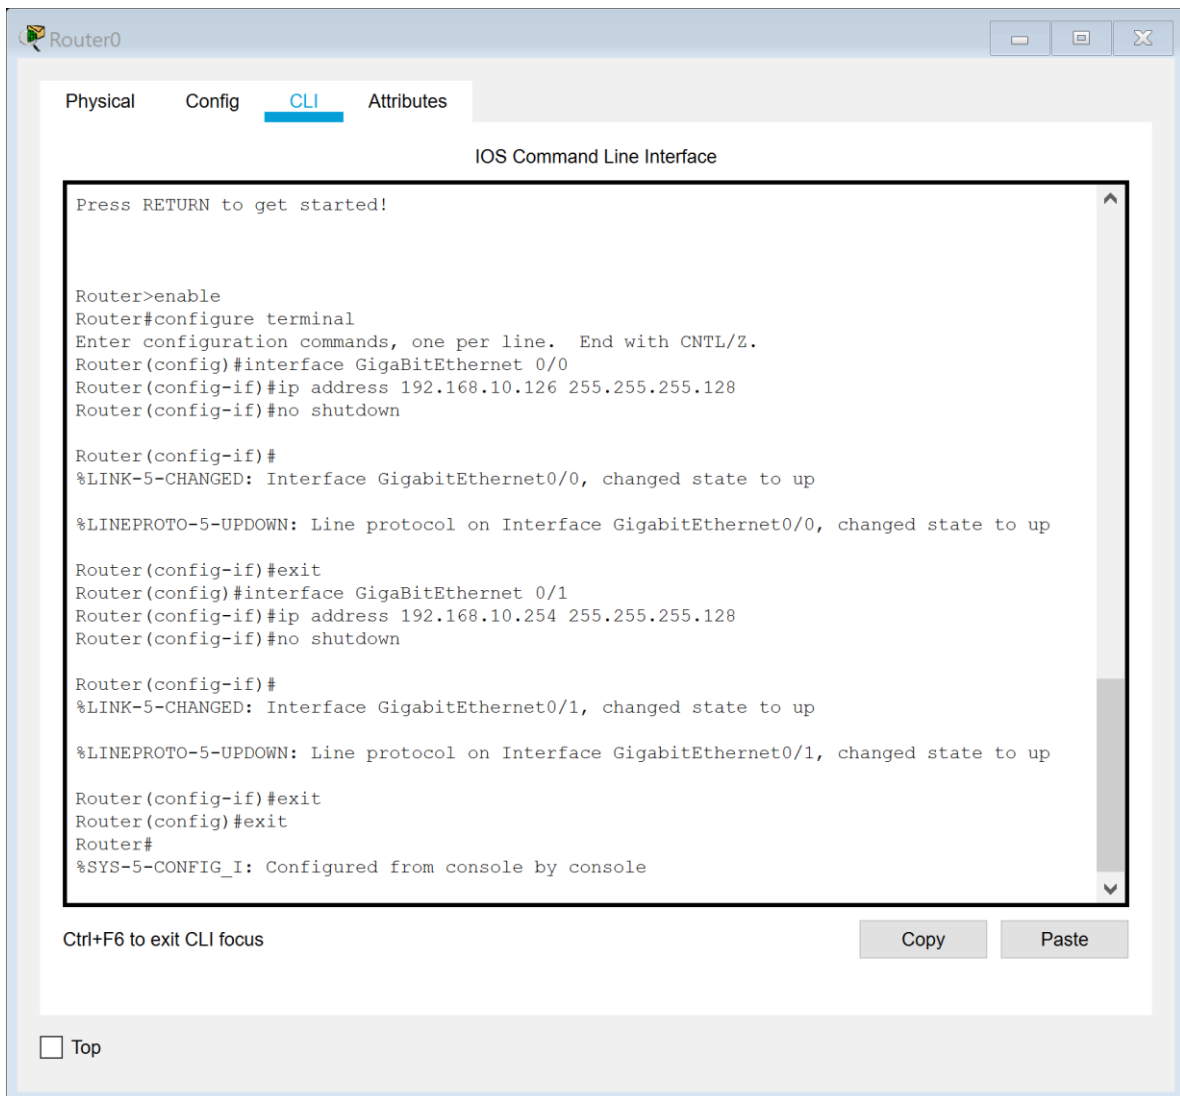 Router0
Physical Config CLI Attributes
IOS Command Line Interface
Press RETURN to get started!
Router>enable
Router#configure terminal
Enter configuration commands, one per line.  End with CNTL/Z.
Router(config)#interface GigaBitEthernet 0/0
Router(config-if)#ip address 192.168.10.126 255.255.255.128
Router(config-if)#no shutdown
Router(config-if)#
%LINK-5-CHANGED: Interface GigabitEthernet0/0, changed state to up
%LINEPROTO-5-UPDOWN: Line protocol on Interface GigabitEthernet0/0, changed state to up
Router(config-if)#exit
Router(config)#interface GigaBitEthernet 0/1
Router(config-if)#ip address 192.168.10.254 255.255.255.128
Router(config-if)#no shutdown
Router(config-if)#
%LINK-5-CHANGED: Interface GigabitEthernet0/1, changed state to up
%LINEPROTO-5-UPDOWN: Line protocol on Interface GigabitEthernet0/1, changed state to up
Router(config-if)#exit
Router(config)#exit
Router#
%SYS-5-CONFIG_I: Configured from console by console
Ctrl+F6 to exit CLI focus
Copy Paste
Top